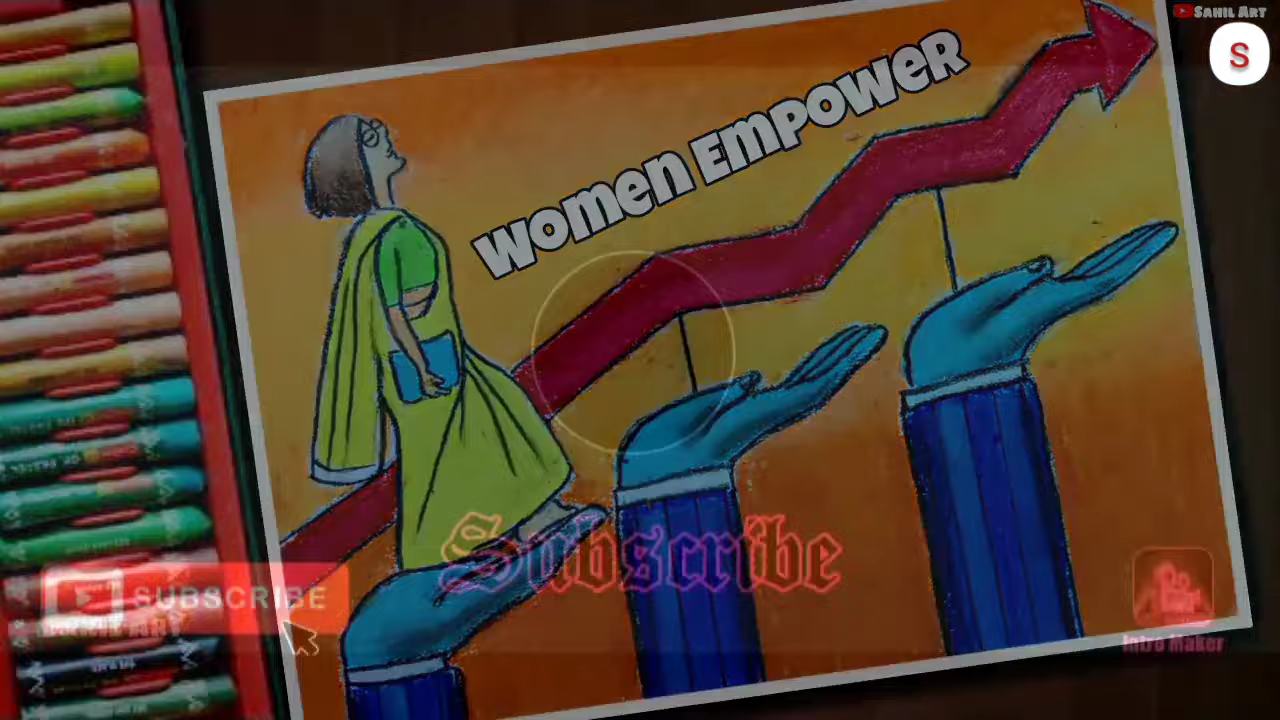 Sahil Art
S
Women Empower
Subscribe
SUBSCRIBE
Intro Maker